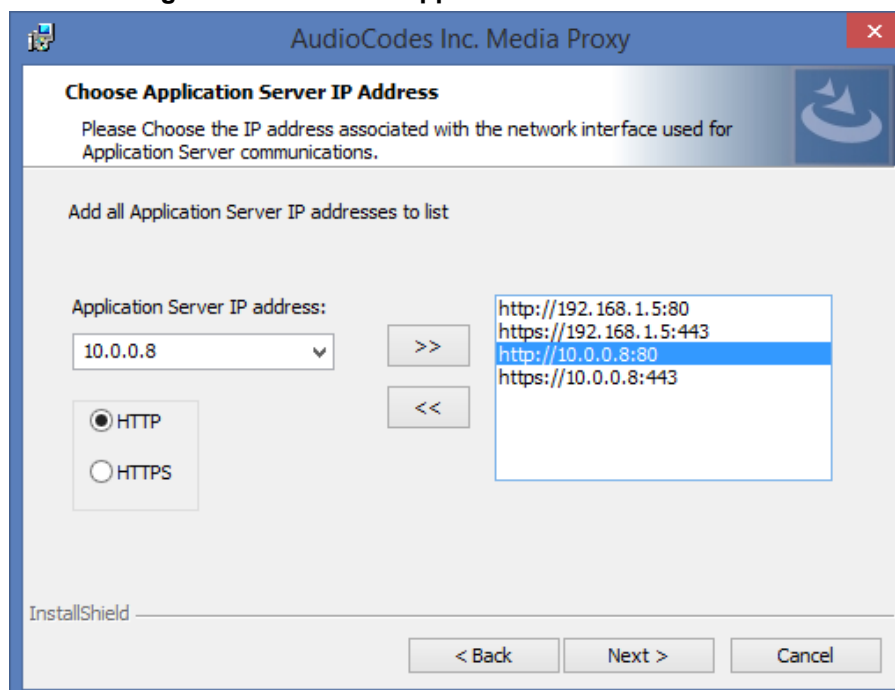 AudioCodes Inc. Media Proxy
Choose Application Server IP Address
Please Choose the IP address associated with the network interface used for
Application Server communications.
Add all Application Server IP addresses to list
Application Server IP address:
10.0.0.8
HTTP
HTTPS
>>
<<
http://192.168.1.5:80
https://192.168.1.5:443
http://10.0.0.8:80
https://10.0.0.8:443
InstallShield
< Back
Next >
Cancel